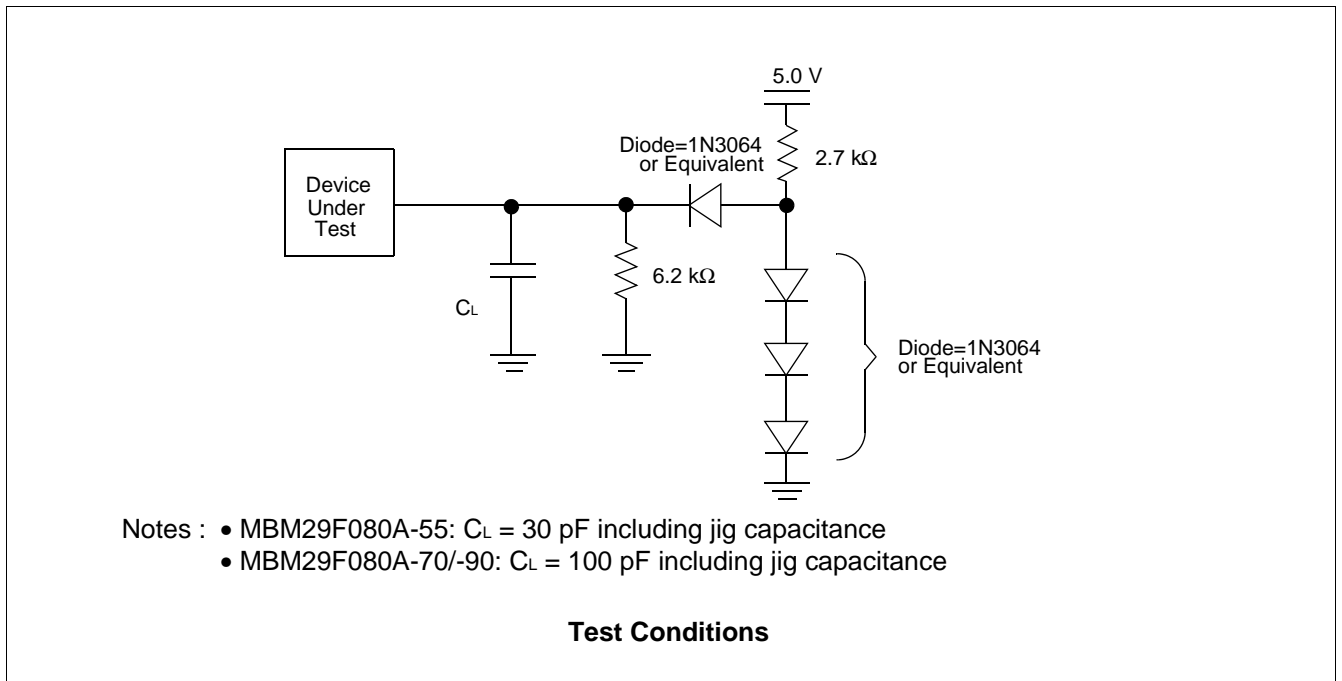 5.0 V
Diode=1N3064
or Equivalent
2.7 kΩ
Device
Under
Test
6.2 kΩ
CL
Diode=1N3064
or Equivalent
Notes : • MBM29F080A-55: CL = 30 pF including jig capacitance
• MBM29F080A-70/-90: CL = 100 pF including jig capacitance
Test Conditions